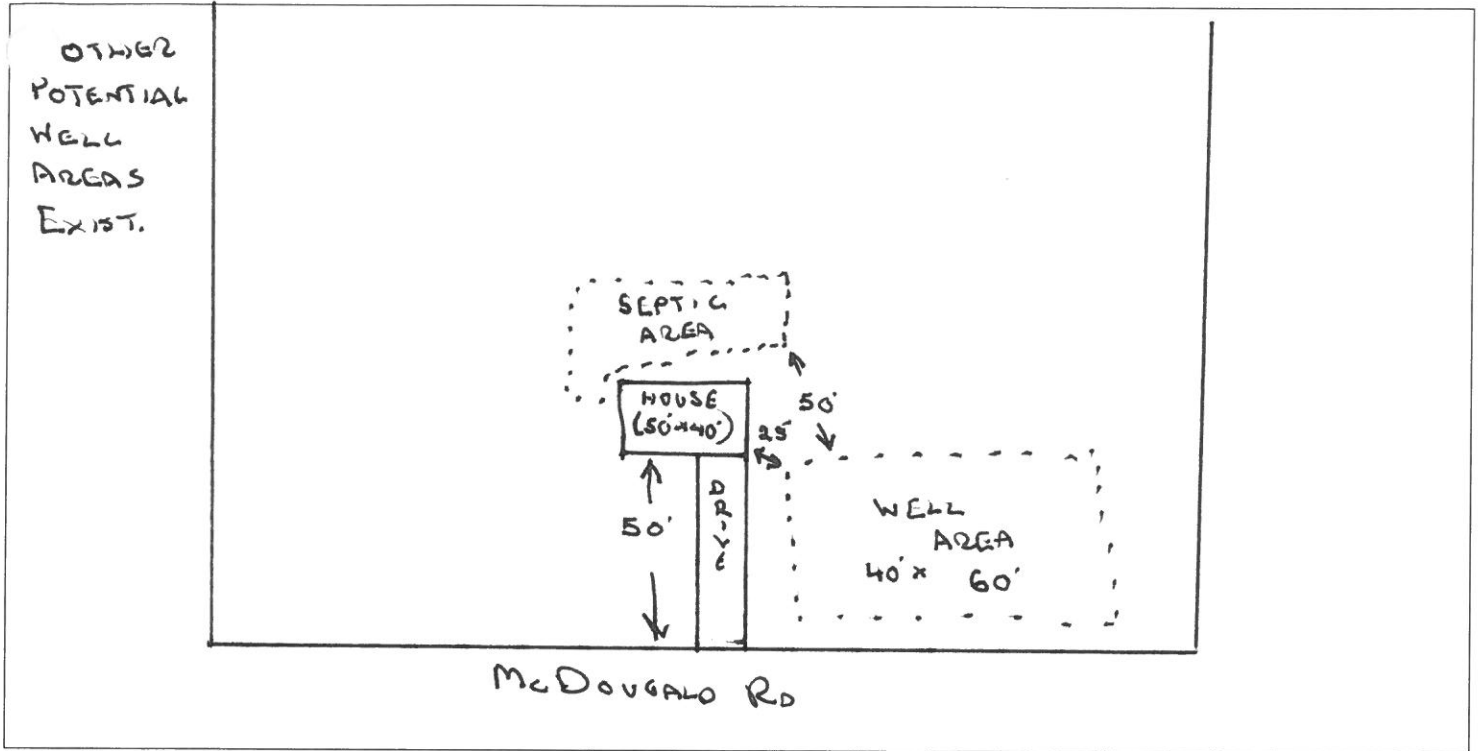 OTHER
POTENTIAL
WELL
AREAS
EXIST.
SEPTIC
AREA
HOUSE
(50'x40')
50'
25'
50'
DRIVE
WELL
AREA
40' x 60'
McDOUGALD RD